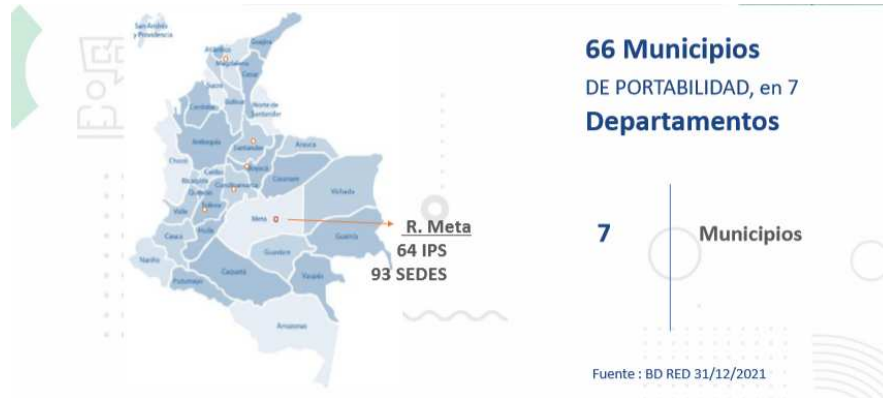 San Andrés
y Providencia
Atlántico
Guajira
Magdalena
Cesar
Sucre
Córdoba
Bolívar
Norte de
Santander
Antioquia
Santander
Arauca
Chocó
Boyacá
Caldas
Risaralda
Cundinamarca
Casanare
Quindío
Vichada
Valle
Tolima
Meta
Cauca
Huila
Guainía
Guaviare
Nariño
Caquetá
Vaupés
Putumayo
Amazonas
R. Meta
64 IPS
93 SEDES
66 Municipios
DE PORTABILIDAD, en 7
Departamentos
7 Municipios
Fuente : BD RED 31/12/2021